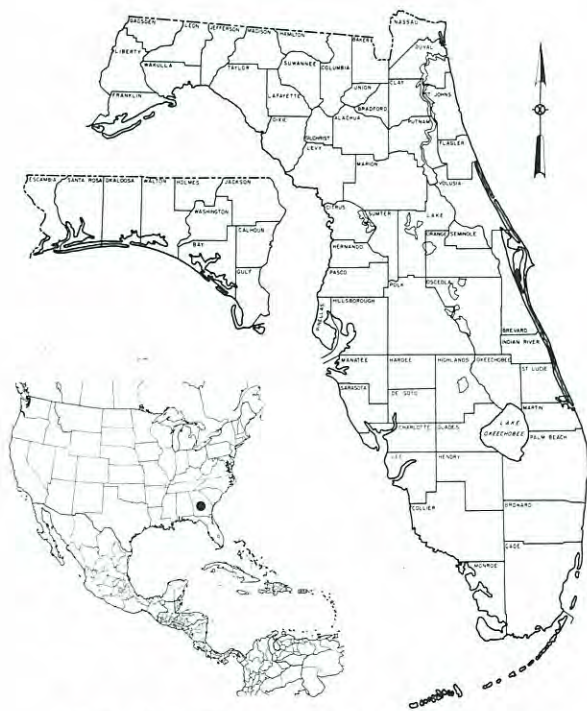 NASSAU
GADSDEN
LEON
JEFFERSON
MADISON
HAMILTON
BAKER
DUVAL
LIBERTY
WAKULLA
TAYLOR
SUWANNEE
COLUMBIA
FRANKLIN
LAFAYETTE
UNION
BRADFORD
CLAY
ST. JOHNS
DIXIE
GILCHRIST
ALACHUA
PUTNAM
LEVY
MARION
FLAGLER
VOLUSIA
ESCAMBIA
SANTA ROSA
OKALOOSA
WALTON
HOLMES
JACKSON
WASHINGTON
BAY
CALHOUN
GULF
CITRUS
SUMTER
LAKE
ORANGE
SEMINOLE
HERNANDO
PASCO
POLK
OSCEOLA
HILLSBOROUGH
PINELLAS
BREVARD
INDIAN RIVER
MANATEE
HARDEE
HIGHLANDS
OKEECHOBEE
ST. LUCIE
SARASOTA
DE SOTO
MARTIN
CHARLOTTE
GLADES
LAKE
OKEECHOBEE
PALM BEACH
LEE
HENDRY
COLLIER
BROWARD
DADE
MONROE